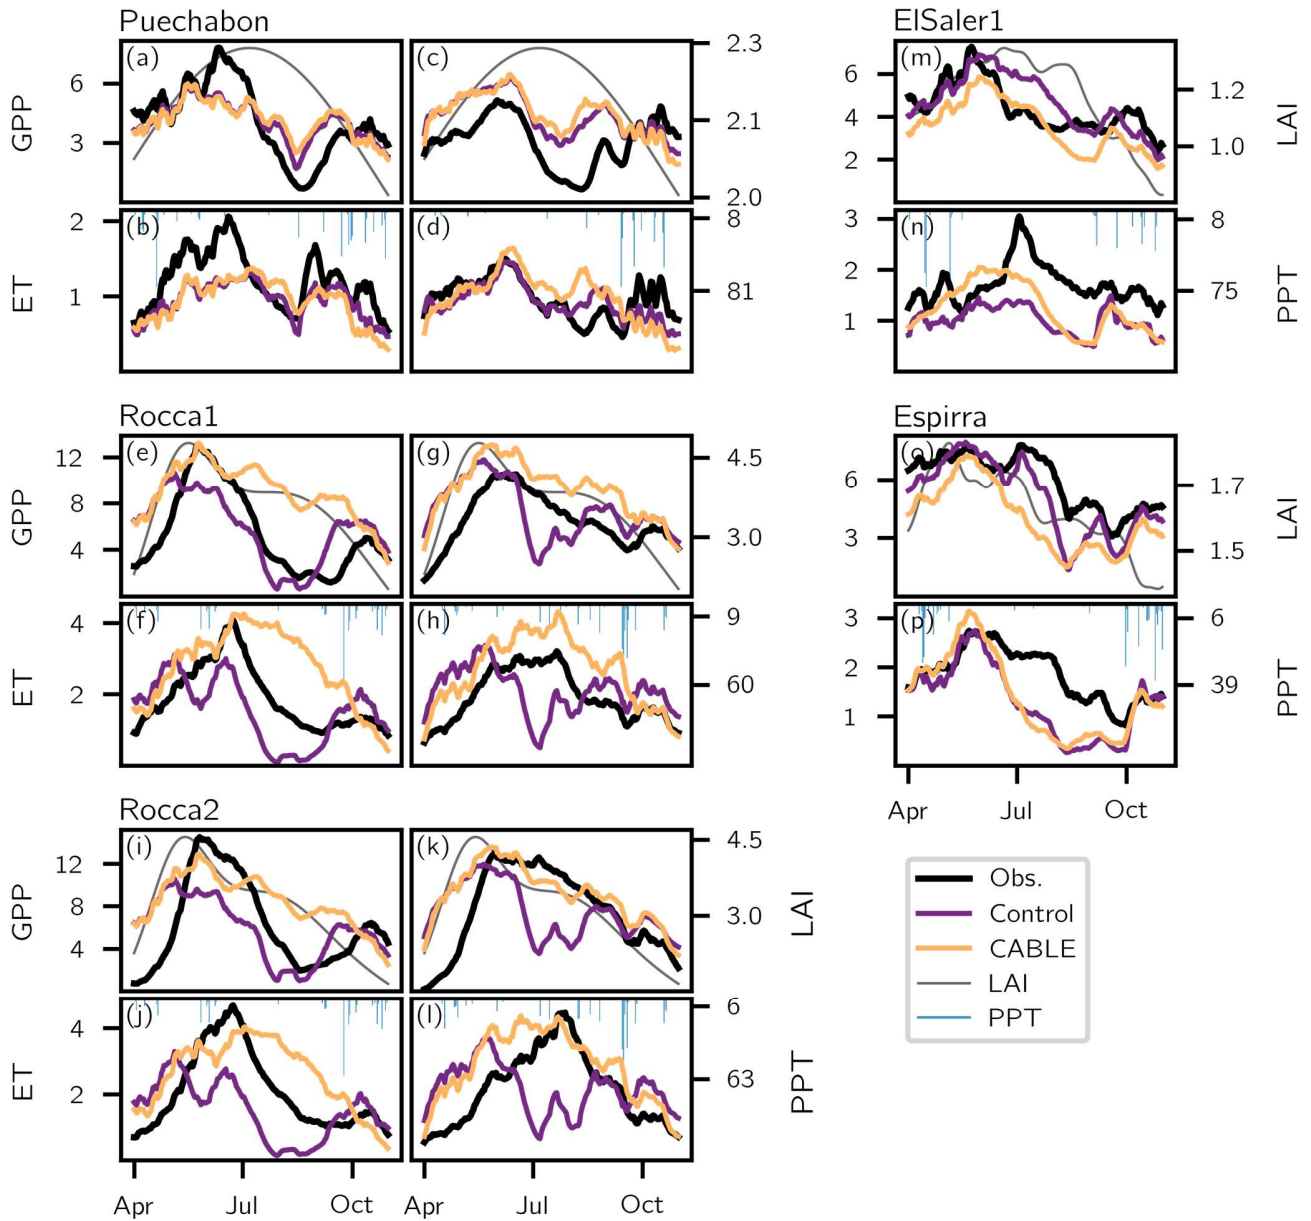 Puechabon
ElSaler1
(a)
(c)
(m)
GPP
6
3
2.3
2.1
2.0
6
4
2
1.2
1.0
LAI
(b)
(d)
(n)
ET
2
1
8
81
3
2
1
8
75
PPT
Rocca1
Espirra
(e)
(g)
(o)
GPP
12
8
4
4.5
3.0
6
3
1.7
1.5
LAI
(f)
(h)
(p)
ET
4
2
9
60
3
2
1
6
39
PPT
Apr
Jul
Oct
Rocca2
(i)
(k)
GPP
12
8
4
4.5
3.0
LAI
(j)
(l)
ET
4
2
6
63
PPT
Apr
Jul
Oct
Apr
Jul
Oct
Obs.
Control
CABLE
LAI
PPT